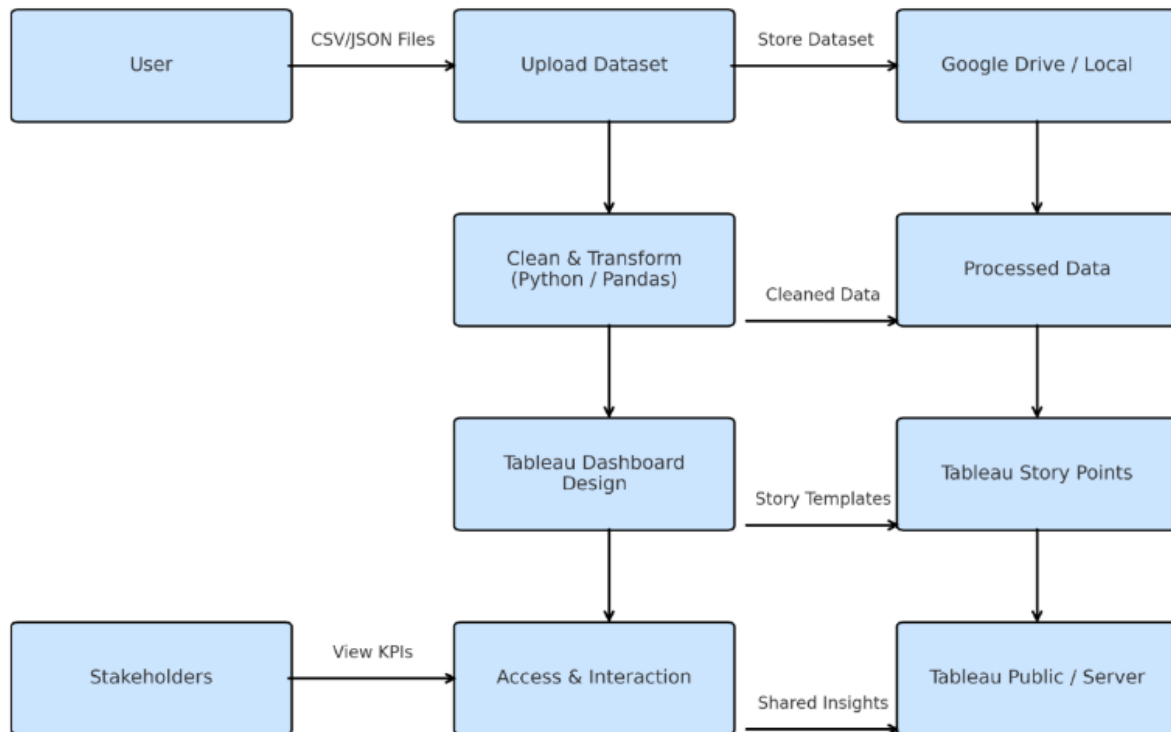 User
CSV/JSON Files
Upload Dataset
Store Dataset
Google Drive / Local
Clean & Transform
(Python / Pandas)
Cleaned Data
Processed Data
Tableau Dashboard
Design
Story Templates
Tableau Story Points
Stakeholders
View KPIs
Access & Interaction
Shared Insights
Tableau Public / Server